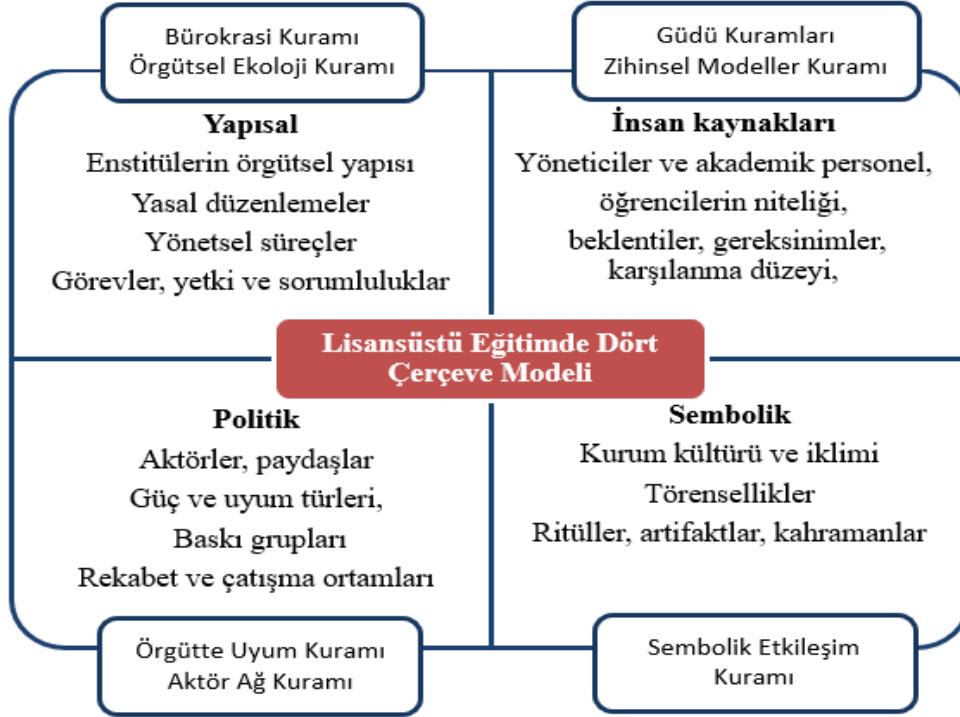 Bürokrasi Kuramı
Örgütsel Ekoloji Kuramı
Güdü Kuramları
Zihinsel Modeller Kuramı
Yapısal
Enstitülerin örgütsel yapısı
Yasal düzenlemeler
Yönetsel süreçler
Görevler, yetki ve sorumluluklar
İnsan kaynakları
Yöneticiler ve akademik personel,
öğrencilerin niteliği,
beklentiler, gereksinimler,
karşılanma düzeyi,
Lisansüstü Eğitimde Dört
Çerçeve Modeli
Politik
Aktörler, paydaşlar
Güç ve uyum türleri,
Baskı grupları
Rekabet ve çatışma ortamları
Sembolik
Kurum kültürü ve iklimi
Törensellikler
Ritüller, artifaktlar, kahramanlar
Örgütte Uyum Kuramı
Aktör Ağ Kuramı
Sembolik Etkileşim
Kuramı